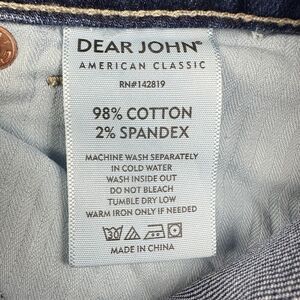 DEAR JOHN®
AMERICAN CLASSIC
RN#142819
98% COTTON
2% SPANDEX
MACHINE WASH SEPARATELY
IN COLD WATER
WASH INSIDE OUT
DO NOT BLEACH
TUMBLE DRY LOW
WARM IRON ONLY IF NEEDED
30
MADE IN CHINA